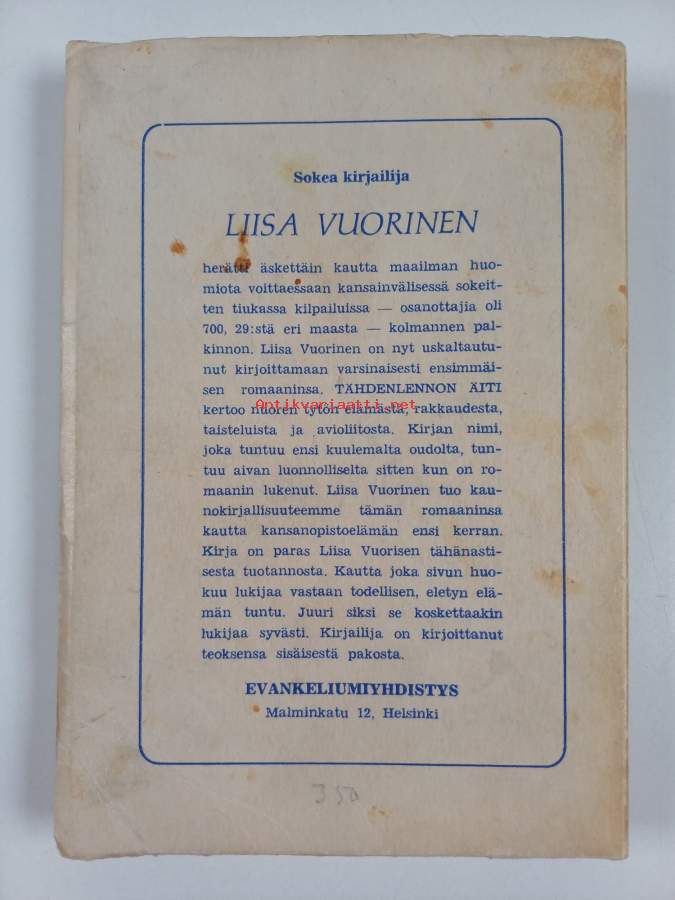 Sokea kirjailija
LIISA VUORINEN
herätti äskettäin kautta maailman huo-
miota voittaessaan kansainvälisessä sokeit-
ten tiukassa kilpailuissa — osanottajia oli
700, 29:stä eri maasta — kolmannen pal-
kinnon. Liisa Vuorinen on nyt uskaltautu-
nut kirjoittamaan varsinaisesti ensimmäi-
sen romaaninsa. TÄHDENLENNON ÄITI
Antikvariaatti.net
kertoo nuoren tytön elämästä, rakkaudesta,
taisteluista ja avioliitosta. Kirjan nimi,
joka tuntuu ensi kuulemalta oudolta, tun-
tuu aivan luonnolliselta sitten kun on ro-
maanin lukenut. Liisa Vuorinen tuo kau-
nokirjallisuuteemme tämän romaaninsa
kautta kansanopistoelämän ensi kerran.
Kirja on paras Liisa Vuorisen tähänasti-
sesta tuotannosta. Kautta joka sivun huo-
kuu lukijaa vastaan todellisen, eletyn elä-
män tuntu. Juuri siksi se koskettaakin
lukijaa syvästi. Kirjailija on kirjoittanut
teoksensa sisäisestä pakosta.
EVANKELIUMIYHDISTYS
Malminkatu 12, Helsinki
350